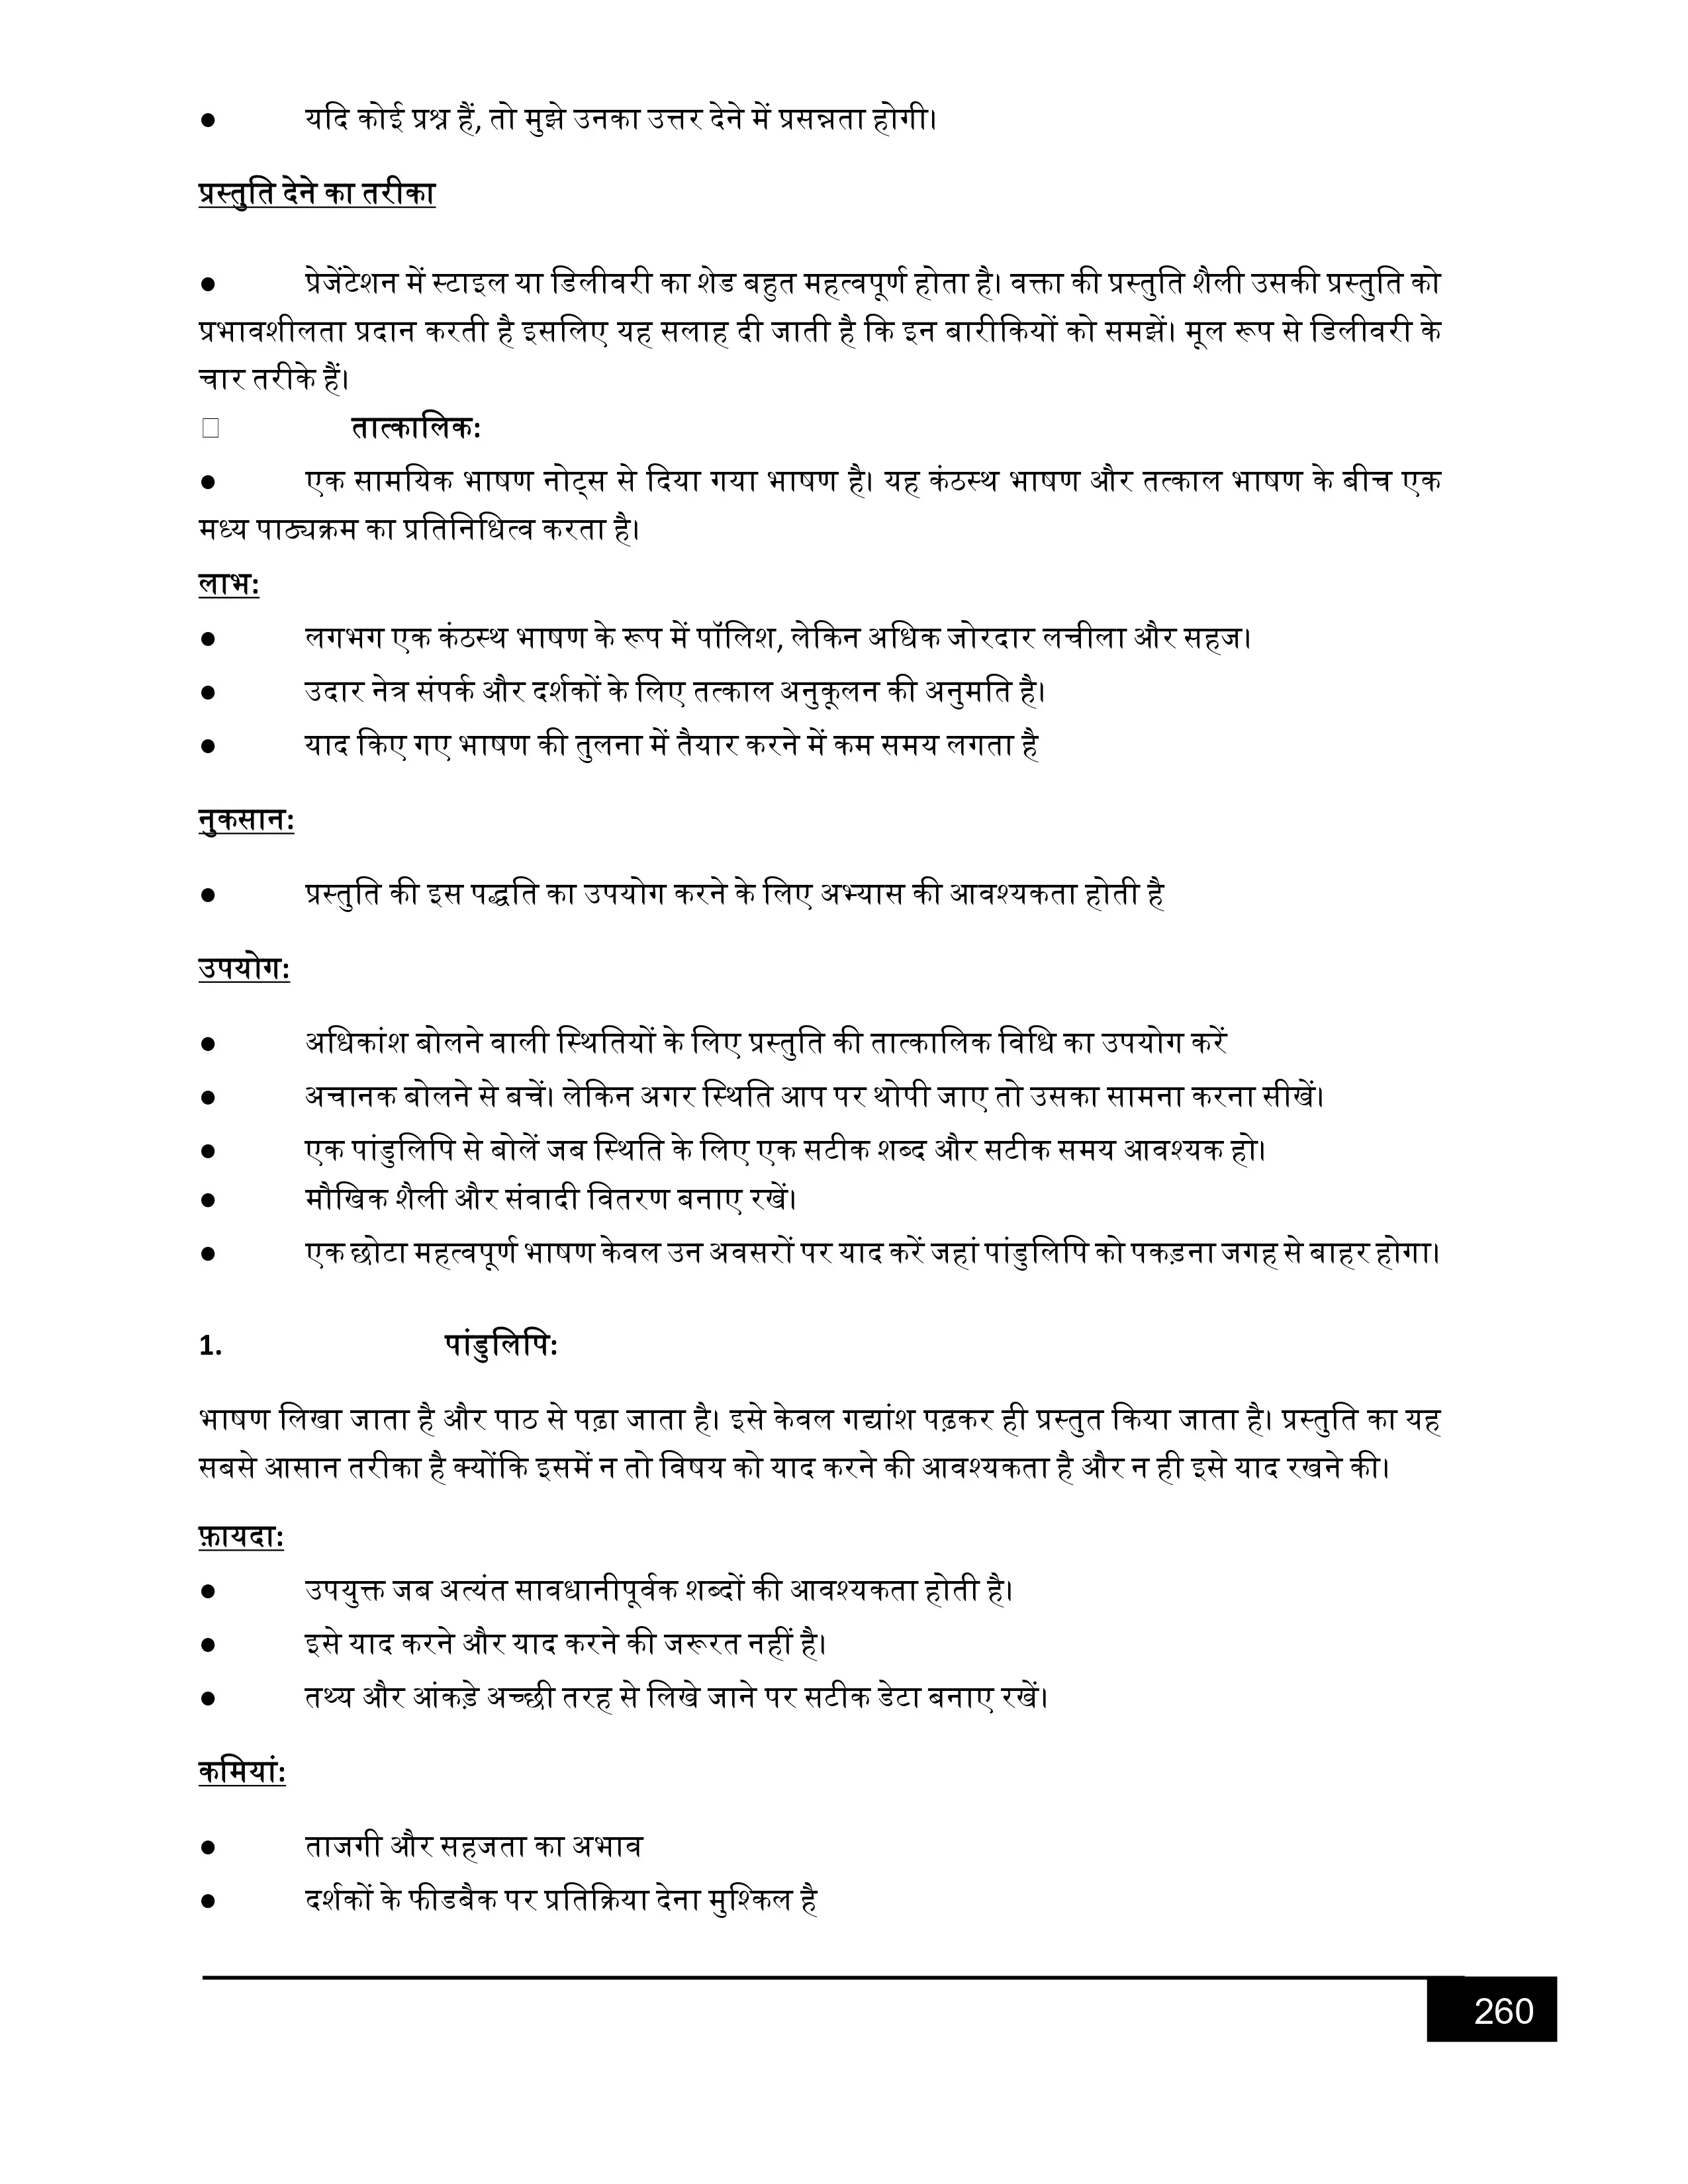 ● यदि कोई प्रश्न हैं, तो मुझे उनका उत्तर देने में प्रसन्नता होगी।
प्रस्तुति देने का तरीका
● प्रेजेंटेशन में स्टाइल या डिलीवरी का शेड बहुत महत्वपूर्ण होता है। वक्ता की प्रस्तुति शैली उसकी प्रस्तुति को
प्रभावशीलता प्रदान करती है इसलिए यह सलाह दी जाती है कि इन बारीकियों को समझें। मूल रूप से डिलीवरी के
चार तरीके हैं।
तात्कालिक:
● एक सामयिक भाषण नोट्स से दिया गया भाषण है। यह कंठस्थ भाषण और तत्काल भाषण के बीच एक
मध्य पाठ्यक्रम का प्रतिनिधित्व करता है।
लाभ:
● लगभग एक कंठस्थ भाषण के रूप में पॉलिश, लेकिन अधिक जोरदार लचीला और सहज।
● उदार नेत्र संपर्क और दर्शकों के लिए तत्काल अनुकूलन की अनुमति है।
● याद किए गए भाषण की तुलना में तैयार करने में कम समय लगता है
नुकसान:
● प्रस्तुति की इस पद्धति का उपयोग करने के लिए अभ्यास की आवश्यकता होती है
उपयोग:
● अधिकांश बोलने वाली स्थितियों के लिए प्रस्तुति की तात्कालिक विधि का उपयोग करें
● अचानक बोलने से बचें। लेकिन अगर स्थिति आप पर थोपी जाए तो उसका सामना करना सीखें।
● एक पांडुलिपि से बोलें जब स्थिति के लिए एक सटीक शब्द और सटीक समय आवश्यक हो।
● मौखिक शैली और संवादी वितरण बनाए रखें।
● एक छोटा महत्वपूर्ण भाषण केवल उन अवसरों पर याद करें जहां पांडुलिपि को पकड़ना जगह से बाहर होगा।
1. पांडुलिपि:
भाषण लिखा जाता है और पाठ से पढ़ा जाता है। इसे केवल गद्यांश पढ़कर ही प्रस्तुत किया जाता है। प्रस्तुति का यह
सबसे आसान तरीका है क्योंकि इसमें न तो विषय को याद करने की आवश्यकता है और न ही इसे याद रखने की।
फ़ायदा:
● उपयुक्त जब अत्यंत सावधानीपूर्वक शब्दों की आवश्यकता होती है।
● इसे याद करने और याद करने की जरूरत नहीं है।
● तथ्य और आंकड़े अच्छी तरह से लिखे जाने पर सटीक डेटा बनाए रखें।
कमियां:
● ताजगी और सहजता का अभाव
● दर्शकों के फीडबैक पर प्रतिक्रिया देना मुश्किल है
260